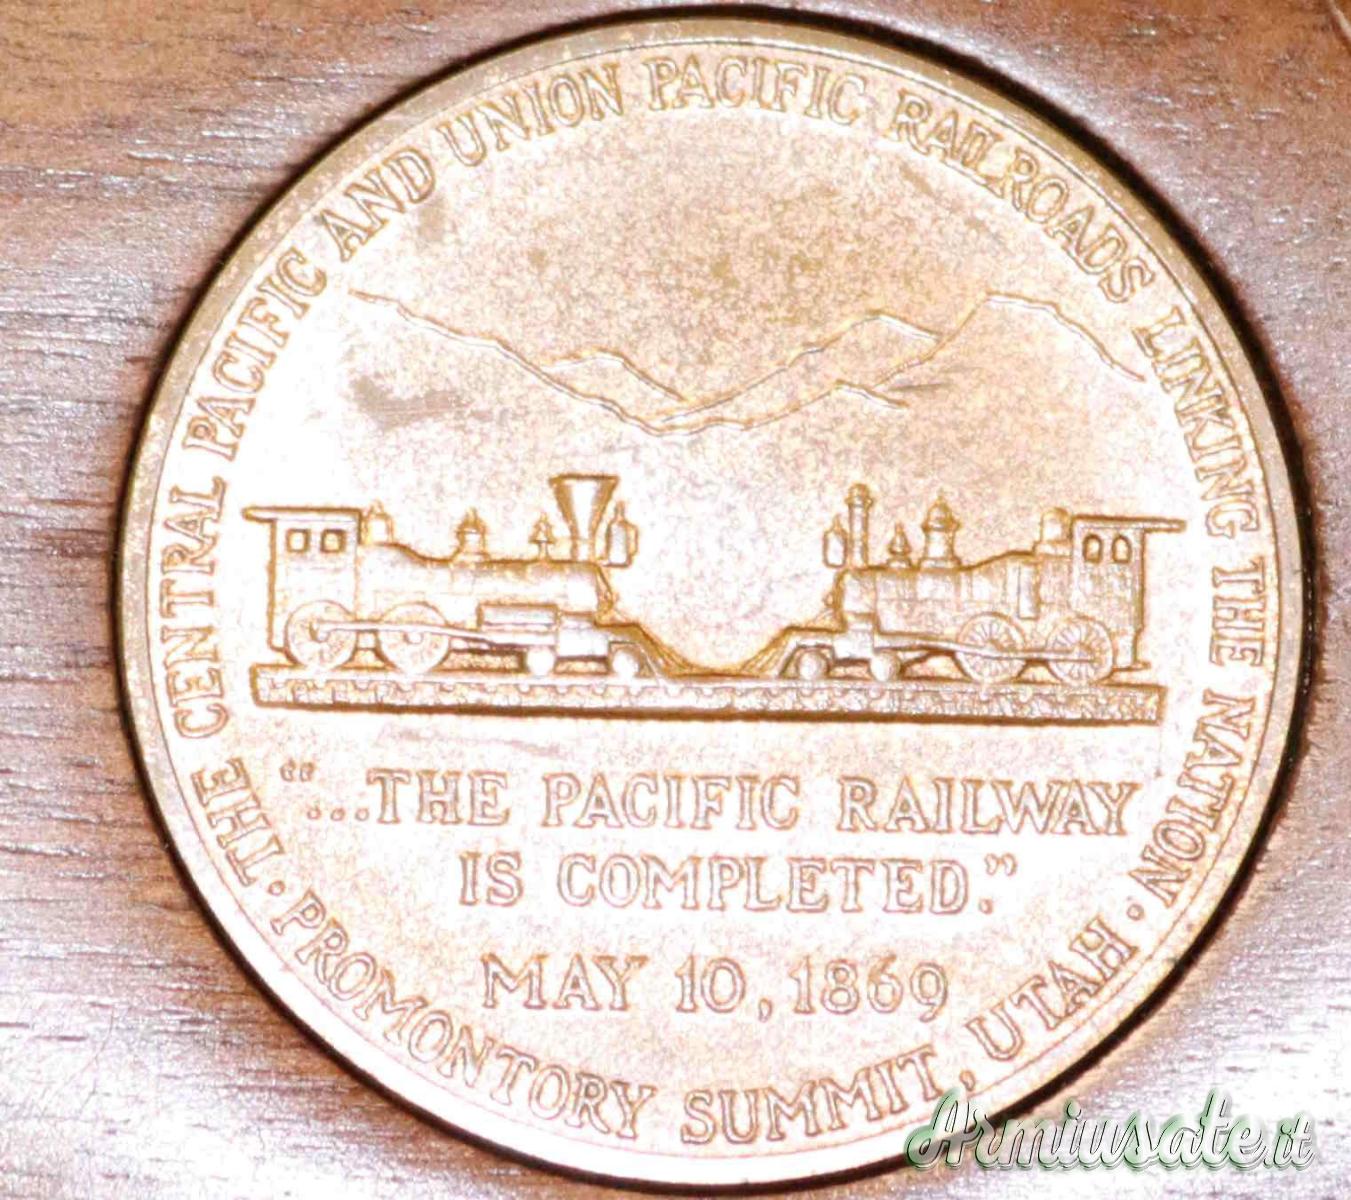 THE CENTRAL PACIFIC AND UNION PACIFIC RAILROADS LINKING THE NATION.
"...THE PACIFIC RAILWAY
IS COMPLETED."
MAY 10, 1869
· PROMONTORY SUMMIT, UTAH ·
Armiusate.it